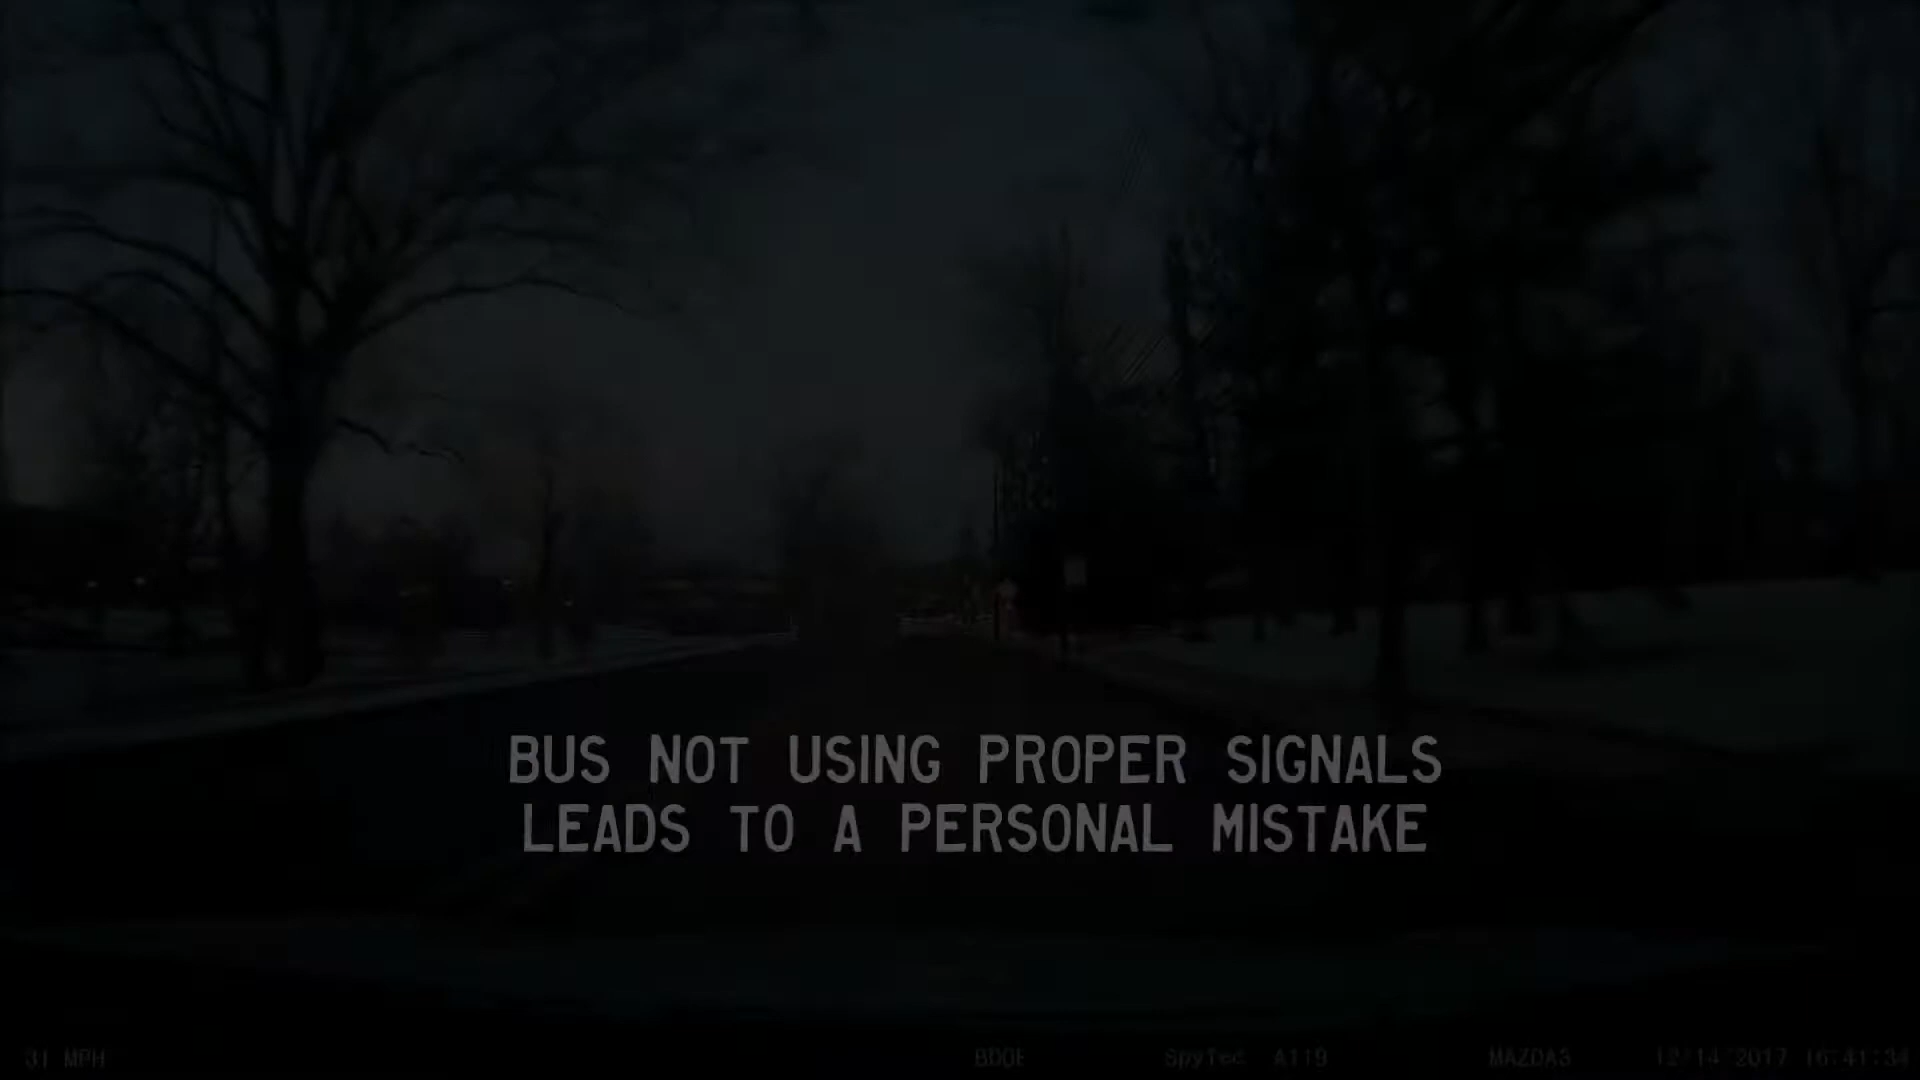 BUS NOT USING PROPER SIGNALS
LEADS TO A PERSONAL MISTAKE
31 MPH SpyTec A119 MAZDA3 12/14/2017 16:41:34